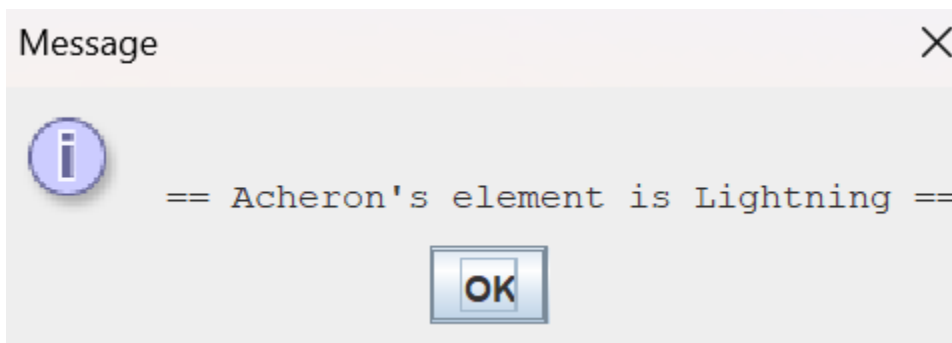 Message
i
== Acheron's element is Lightning ==
OK